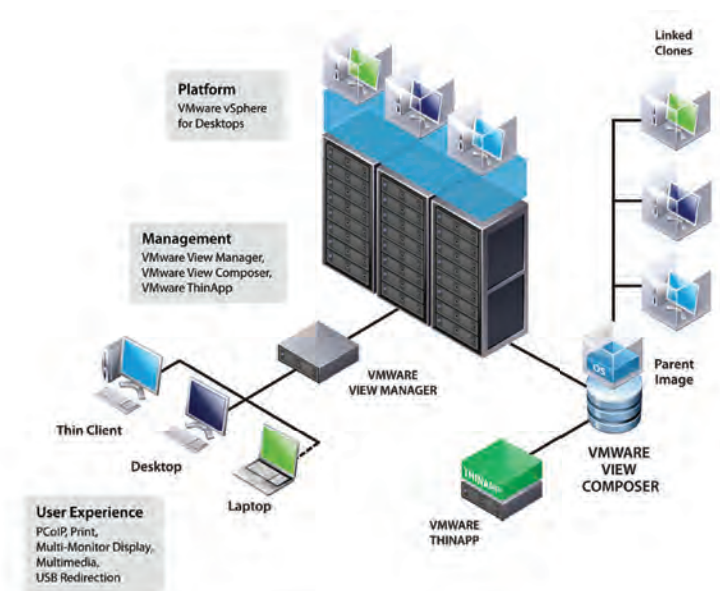 Linked
Clones
Platform
VMware vSphere
for Desktops
Management
VMware View Manager,
VMware View Composer,
VMware ThinApp
VMWARE
VIEW MANAGER
OS
Parent
Image
Thin Client
Desktop
Laptop
VMWARE
VIEW
COMPOSER
THINAPP
VMWARE
THINAPP
User Experience
PCoIP, Print,
Multi-Monitor Display,
Multimedia,
USB Redirection